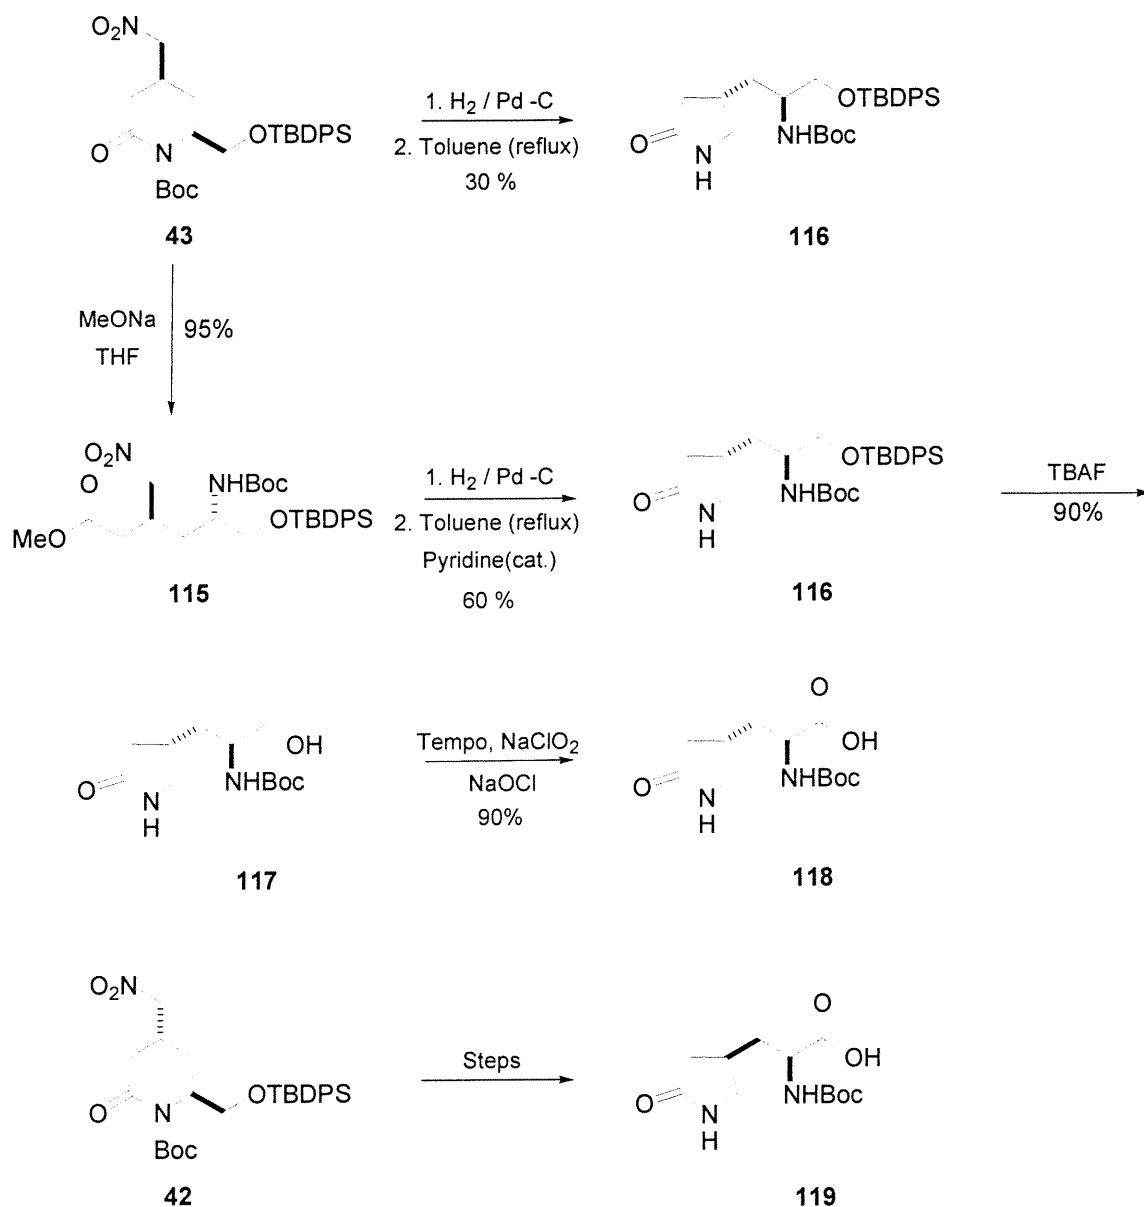 O₂N
1. H₂ / Pd -C
OTBDPS
O
N
OTBDPS
2. Toluene (reflux)
O
N
H
NHBoc
Boc
30 %
43
116
MeONa
95%
THF
O₂N
O
NHBoc
1. H₂ / Pd -C
OTBDPS
TBAF
MeO
OTBDPS
2. Toluene (reflux)
O
N
H
NHBoc
90%
Pyridine(cat.)
115
60 %
116
O
OH
Tempo, NaClO₂
OH
O
N
H
NHBoc
NaOCl
O
N
H
NHBoc
90%
117
118
O₂N
O
Steps
OH
O
N
OTBDPS
O
N
H
NHBoc
Boc
42
119